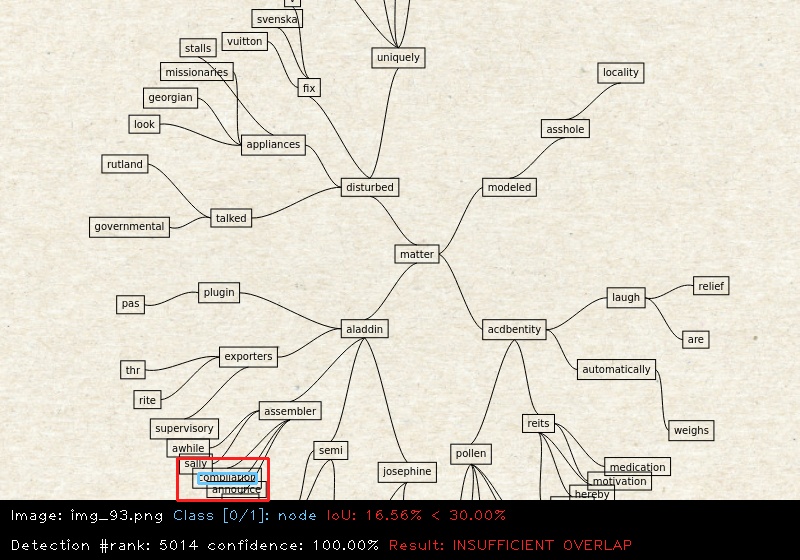 svenska
vuitton
stalls
uniquely
missionaries
locality
fix
georgian
look
asshole
appliances
rutland
disturbed
modeled
governmental
talked
matter
relief
plugin
laugh
pas
aladdin
acdbentity
are
exporters
thr
automatically
rite
assembler
supervisory
reits
weighs
awhile
semi
pollen
sally
josephine
medication
compilation
motivation
announce
hereby
Image: img_93.png Class [0/1]: node IoU: 16.56% < 30.00%
Detection #rank: 5014 confidence: 100.00% Result: INSUFFICIENT OVERLAP